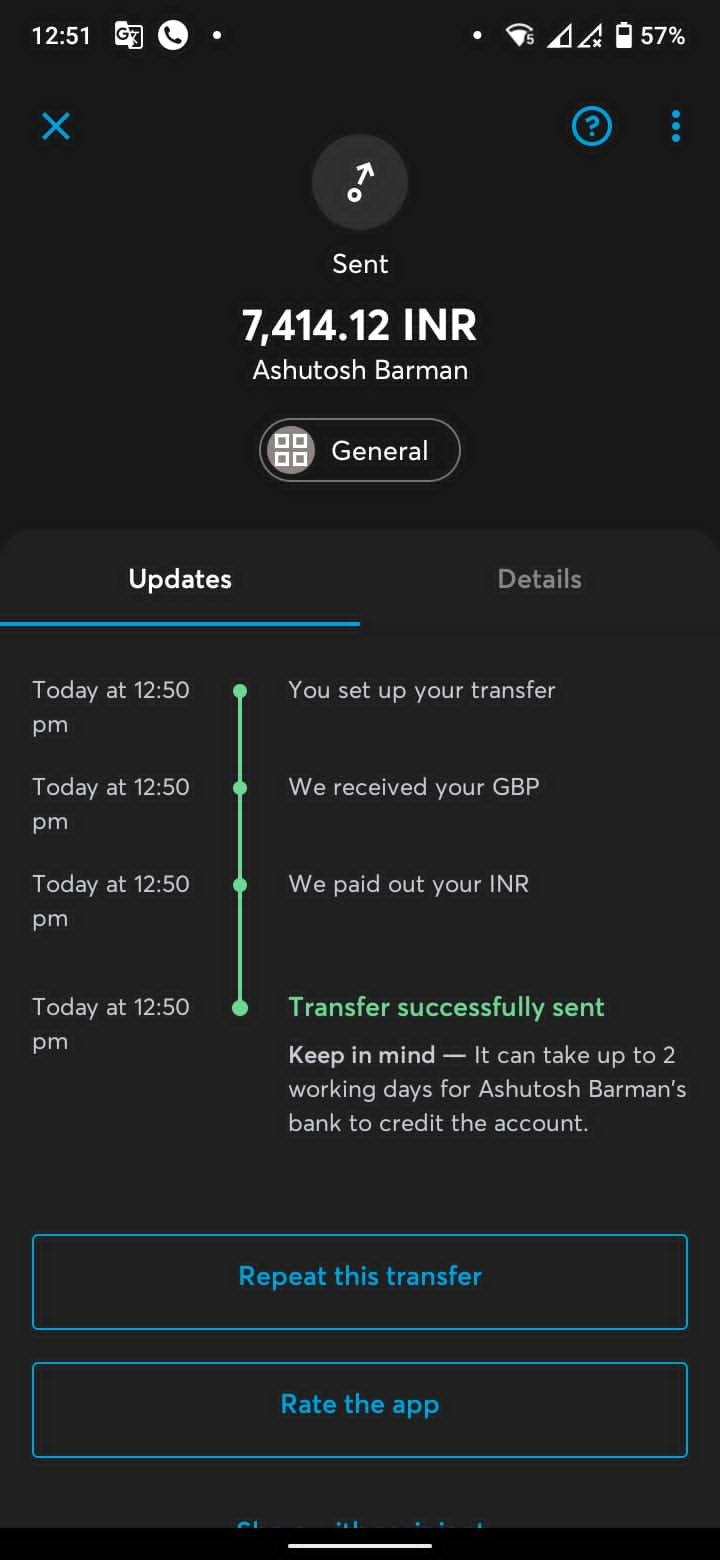 12:51
5
57%
?
Sent
7,414.12 INR
Ashutosh Barman
General
Updates
Details
Today at 12:50
pm
You set up your transfer
Today at 12:50
pm
We received your GBP
Today at 12:50
pm
We paid out your INR
Today at 12:50
pm
Transfer successfully sent
Keep in mind — It can take up to 2
working days for Ashutosh Barman's
bank to credit the account.
Repeat this transfer
Rate the app